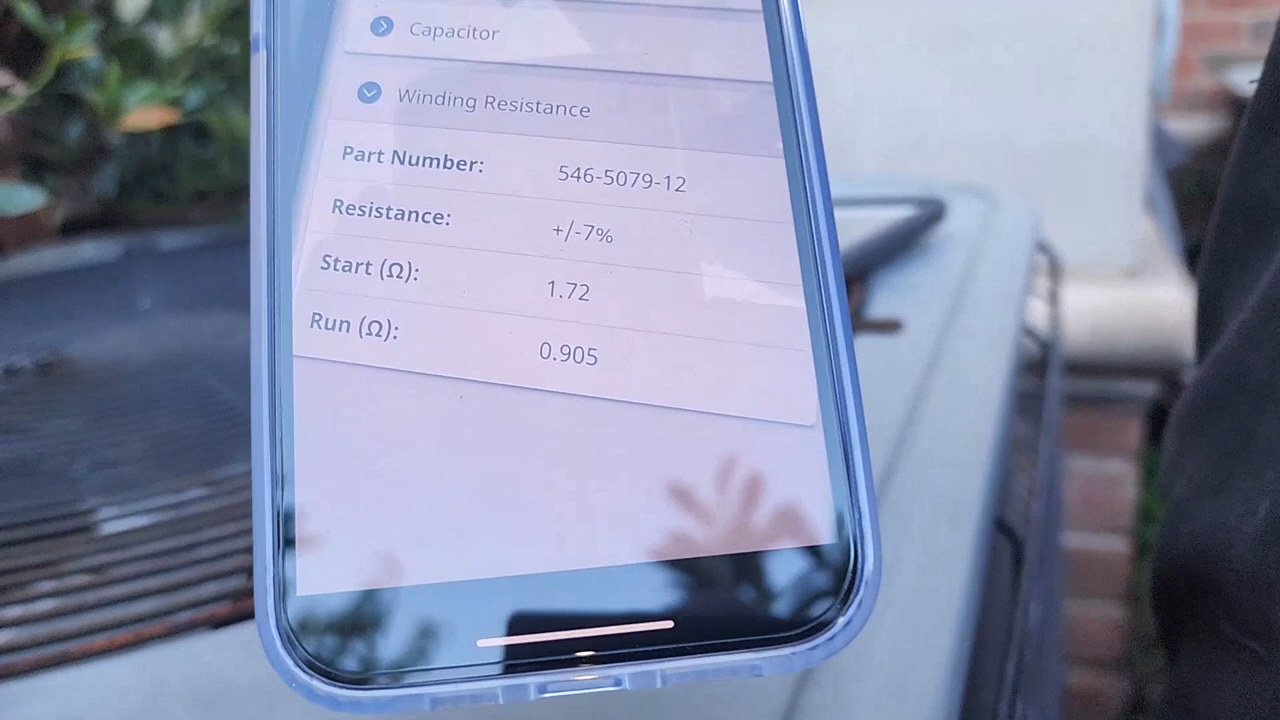 Capacitor
Winding Resistance
Part Number: 546-5079-12
Resistance: +/-7%
Start (Ω): 1.72
Run (Ω): 0.905